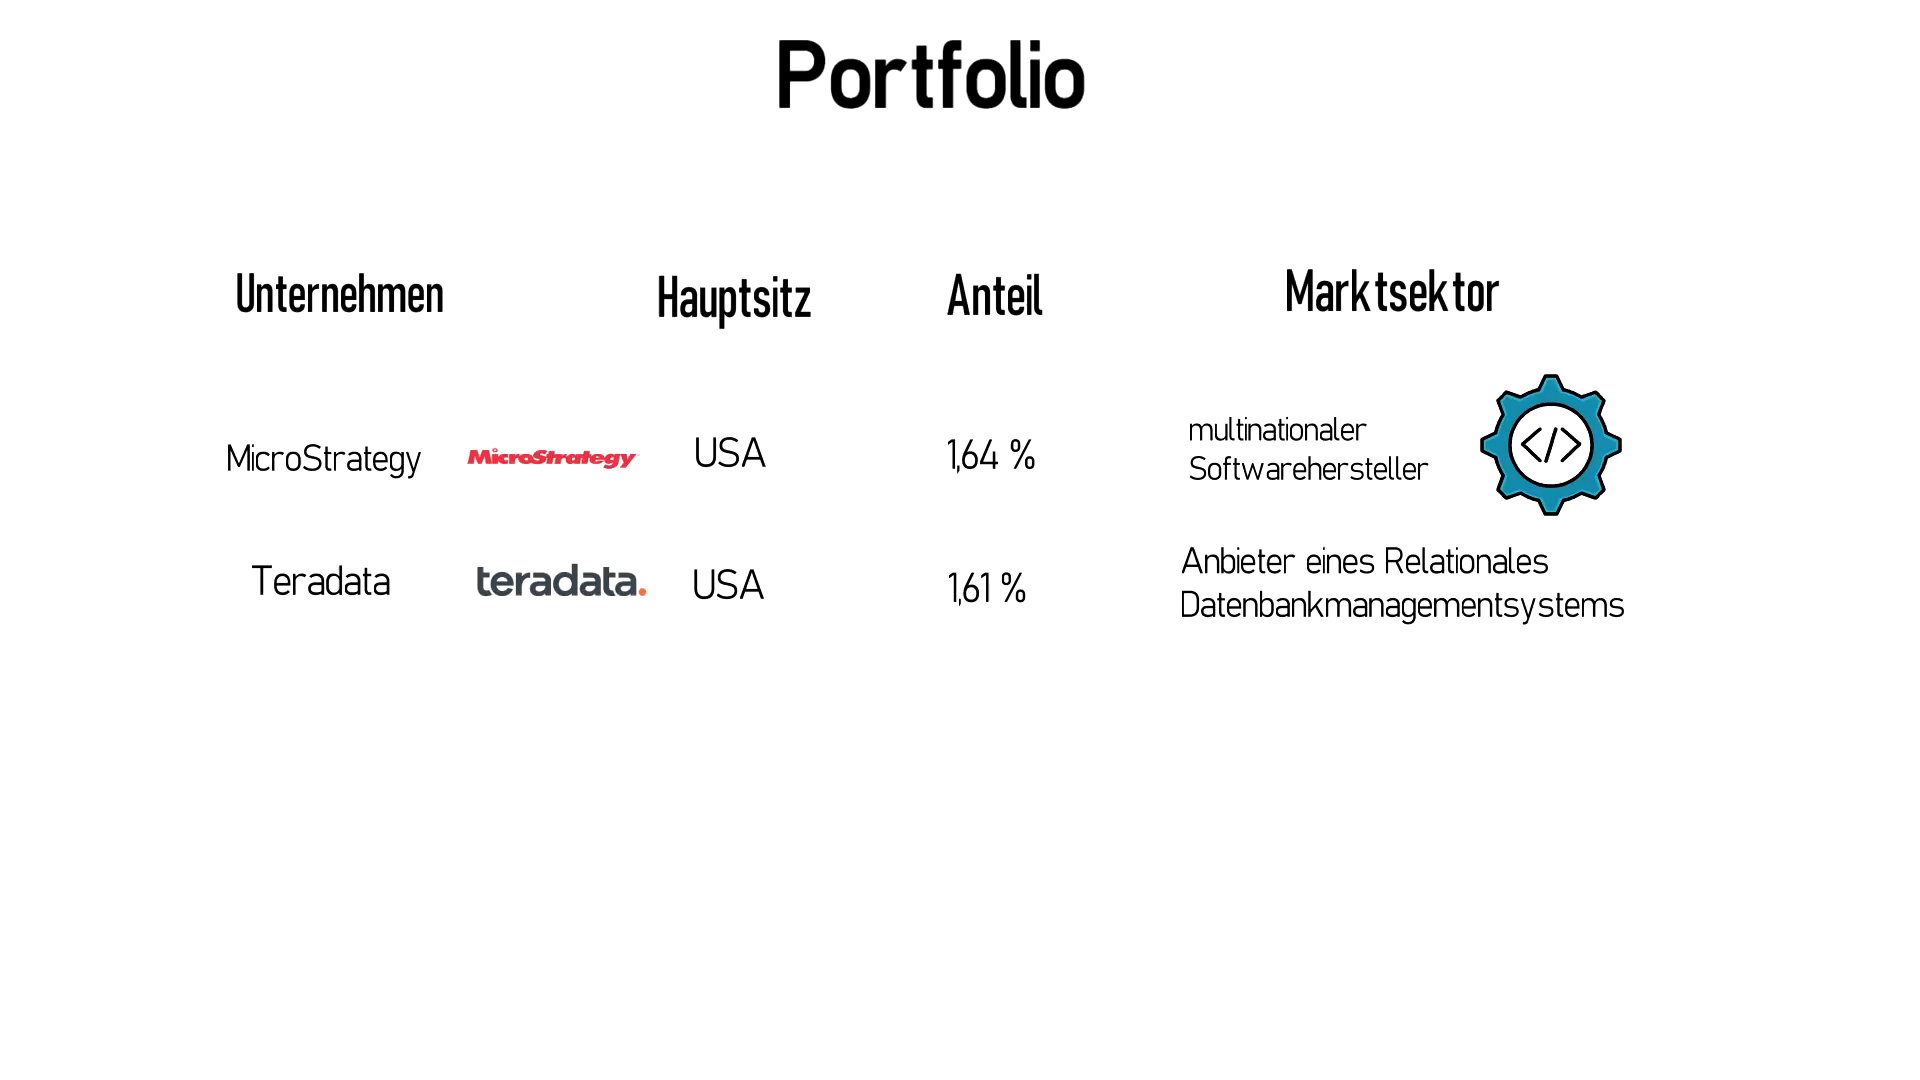 Portfolio
Unternehmen Hauptsitz Anteil Marktsektor
MicroStrategy MicroStrategy USA 1,64 % multinationaler
Softwarehersteller
</>
Teradata teradata. USA 1,61 % Anbieter eines Relationales
Datenbankmanagementsystems